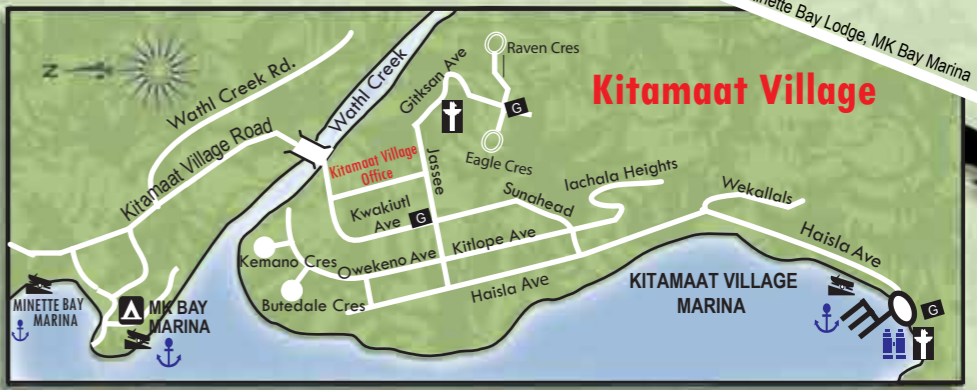 nette Bay Lodge, MK Bay Marina
Kitamaat Village
N
Wathl Creek Rd.
Kitamaat Village Road
Wathl Creek
Gitksan Ave
Raven Cres
G
Eagle Cres
Kitamaat Village
Office
Jassee
Kwakiutl
Ave
G
Sunahead
Iachala Heights
Wekallals
Kemano Cres
Owekeno Ave
Kitlope Ave
Haisla Ave
Butedale Cres
Haisla Ave
MINETTE BAY
MARINA
MK BAY
MARINA
KITAMAAT VILLAGE
MARINA
G